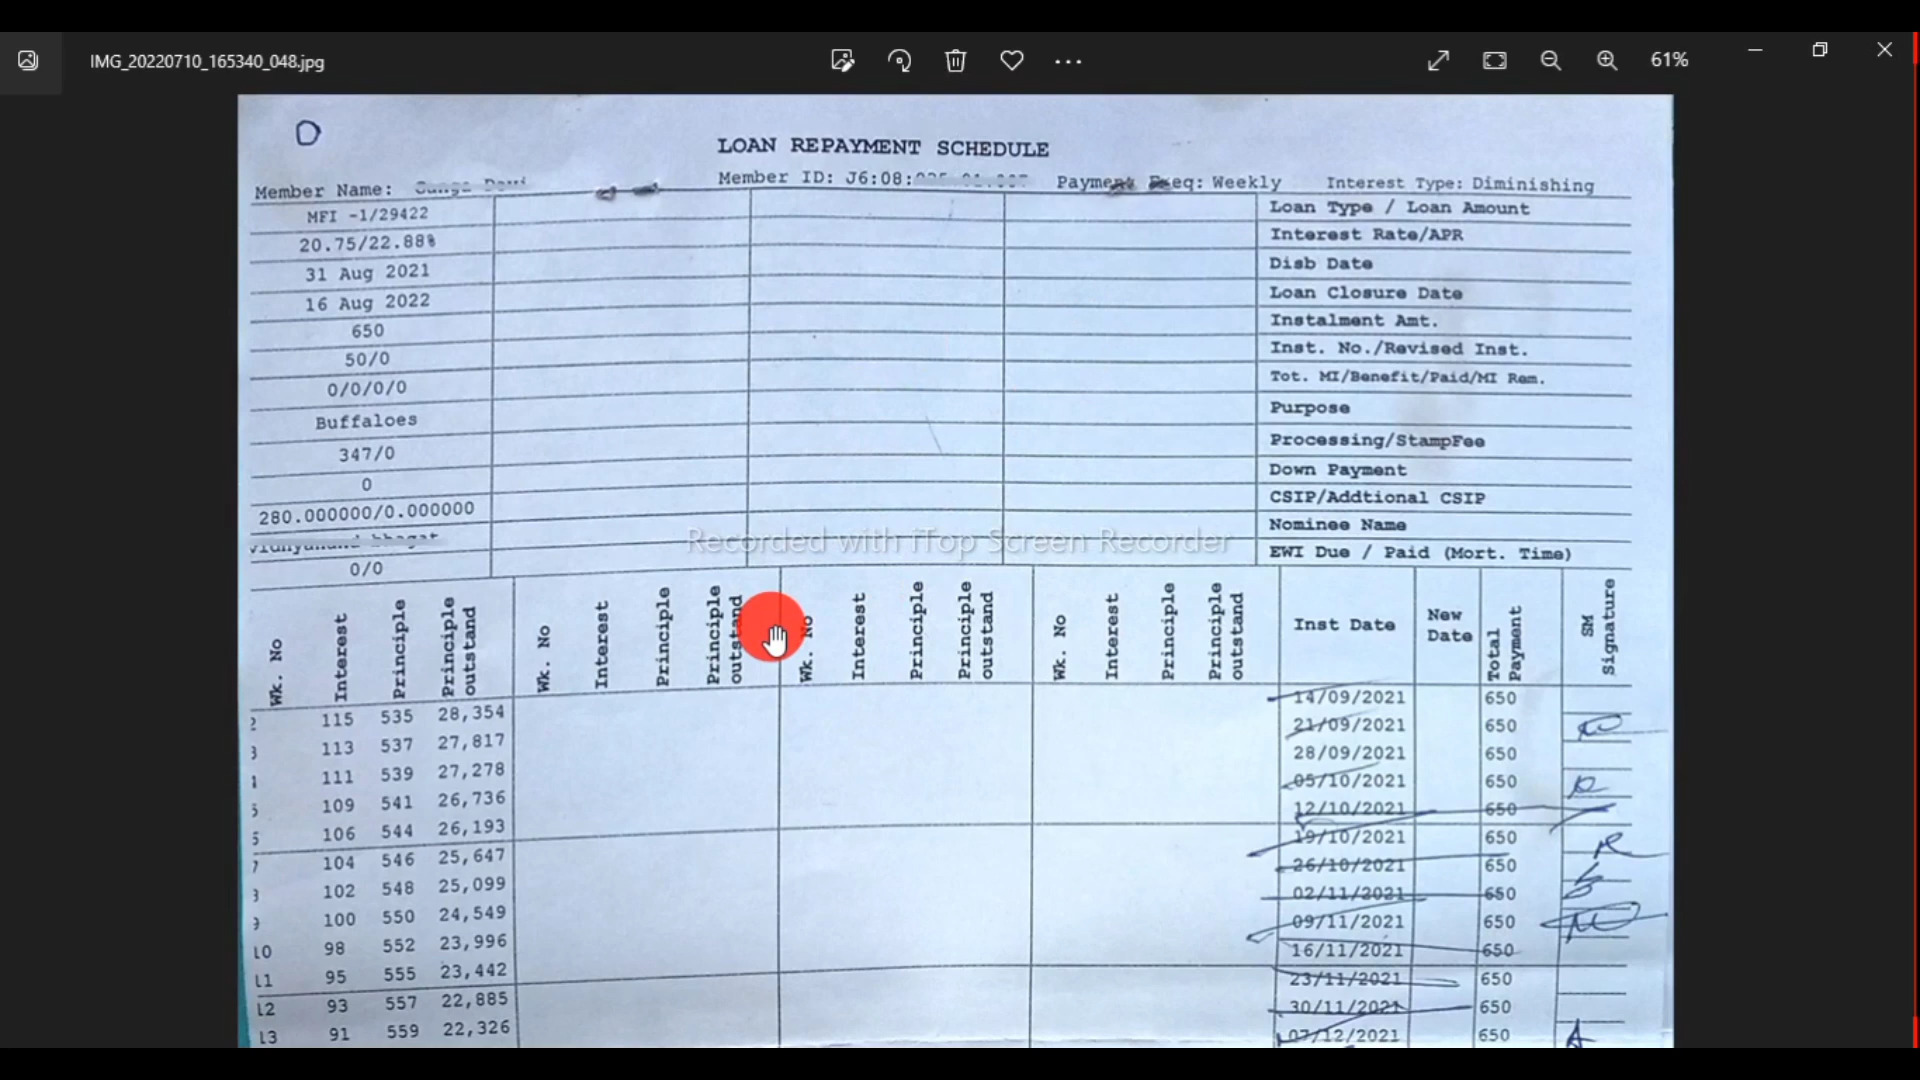 IMG_20220710_165340_048.jpg
61%
LOAN REPAYMENT SCHEDULE
Member Name: Member ID: J6:08: Payment Freq: Weekly Interest Type: Diminishing
MFI -1/29422 Loan Type / Loan Amount
20.75/22.88% Interest Rate/APR
31 Aug 2021 Disb Date
16 Aug 2022 Loan Closure Date
650 Instalment Amt.
50/0 Inst. No./Revised Inst.
0/0/0/0 Tot. MI/Benefit/Paid/MI Rem.
Buffaloes Purpose
347/0 Processing/StampFee
0 Down Payment
280.000000/0.000000 CSIP/Addtional CSIP
Nominee Name
Recorded with iTop Screen Recorder
0/0 EWI Due / Paid (Mort. Time)
Wk. No Interest Principle Principle outstand Wk. No Interest Principle Principle outstand Wk. No Interest Principle Principle outstand Wk. No Interest Principle Principle outstand Inst Date New Date Total Payment SM Signature
2 115 535 28,354 14/09/2021 650
3 113 537 27,817 21/09/2021 650
111 539 27,278 28/09/2021 650
109 541 26,736 05/10/2021 650
106 544 26,193 12/10/2021 650
7 104 546 25,647 19/10/2021 650
102 548 25,099 26/10/2021 650
100 550 24,549 02/11/2021 650
10 98 552 23,996 09/11/2021 650
11 95 555 23,442 16/11/2021 650
12 93 557 22,885 23/11/2021 650
13 91 559 22,326 30/11/2021 650
07/12/2021 650